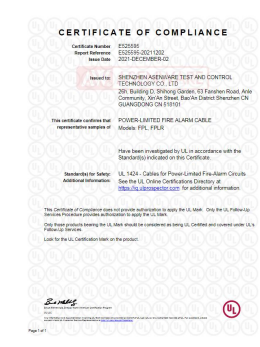 CERTIFICATE OF COMPLIANCE
Certificate Number E525595
Report Reference E525595-20211202
Issue Date 2021-DECEMBER-02
Issued to: SHENZHEN ASENWARE TEST AND CONTROL
TECHNOLOGY CO., LTD
26h, Building D, Shihong Garden, 63 Fanshen Road, Anle
Community, Xin'An Street, Bao'An District Shenzhen CN
GUANGDONG CN 518101
This certificate confirms that POWER-LIMITED FIRE ALARM CABLE
representative samples of Models: FPL, FPLR
Have been investigated by UL in accordance with the
Standard(s) indicated on this Certificate.
Standard(s) for Safety: UL 1424 - Cables for Power-Limited Fire-Alarm Circuits
Additional Information: See the UL Online Certifications Directory at
https://iq.ulprospector.com for additional information.
This Certificate of Compliance does not provide authorization to apply the UL Mark. Only the UL Follow-Up
Services Procedure provides authorization to apply the UL Mark.
Only those products bearing the UL Mark should be considered as being UL Certified and covered under UL's
Follow-Up Services.
Look for the UL Certification Mark on the product.
UL
Page 1 of 1